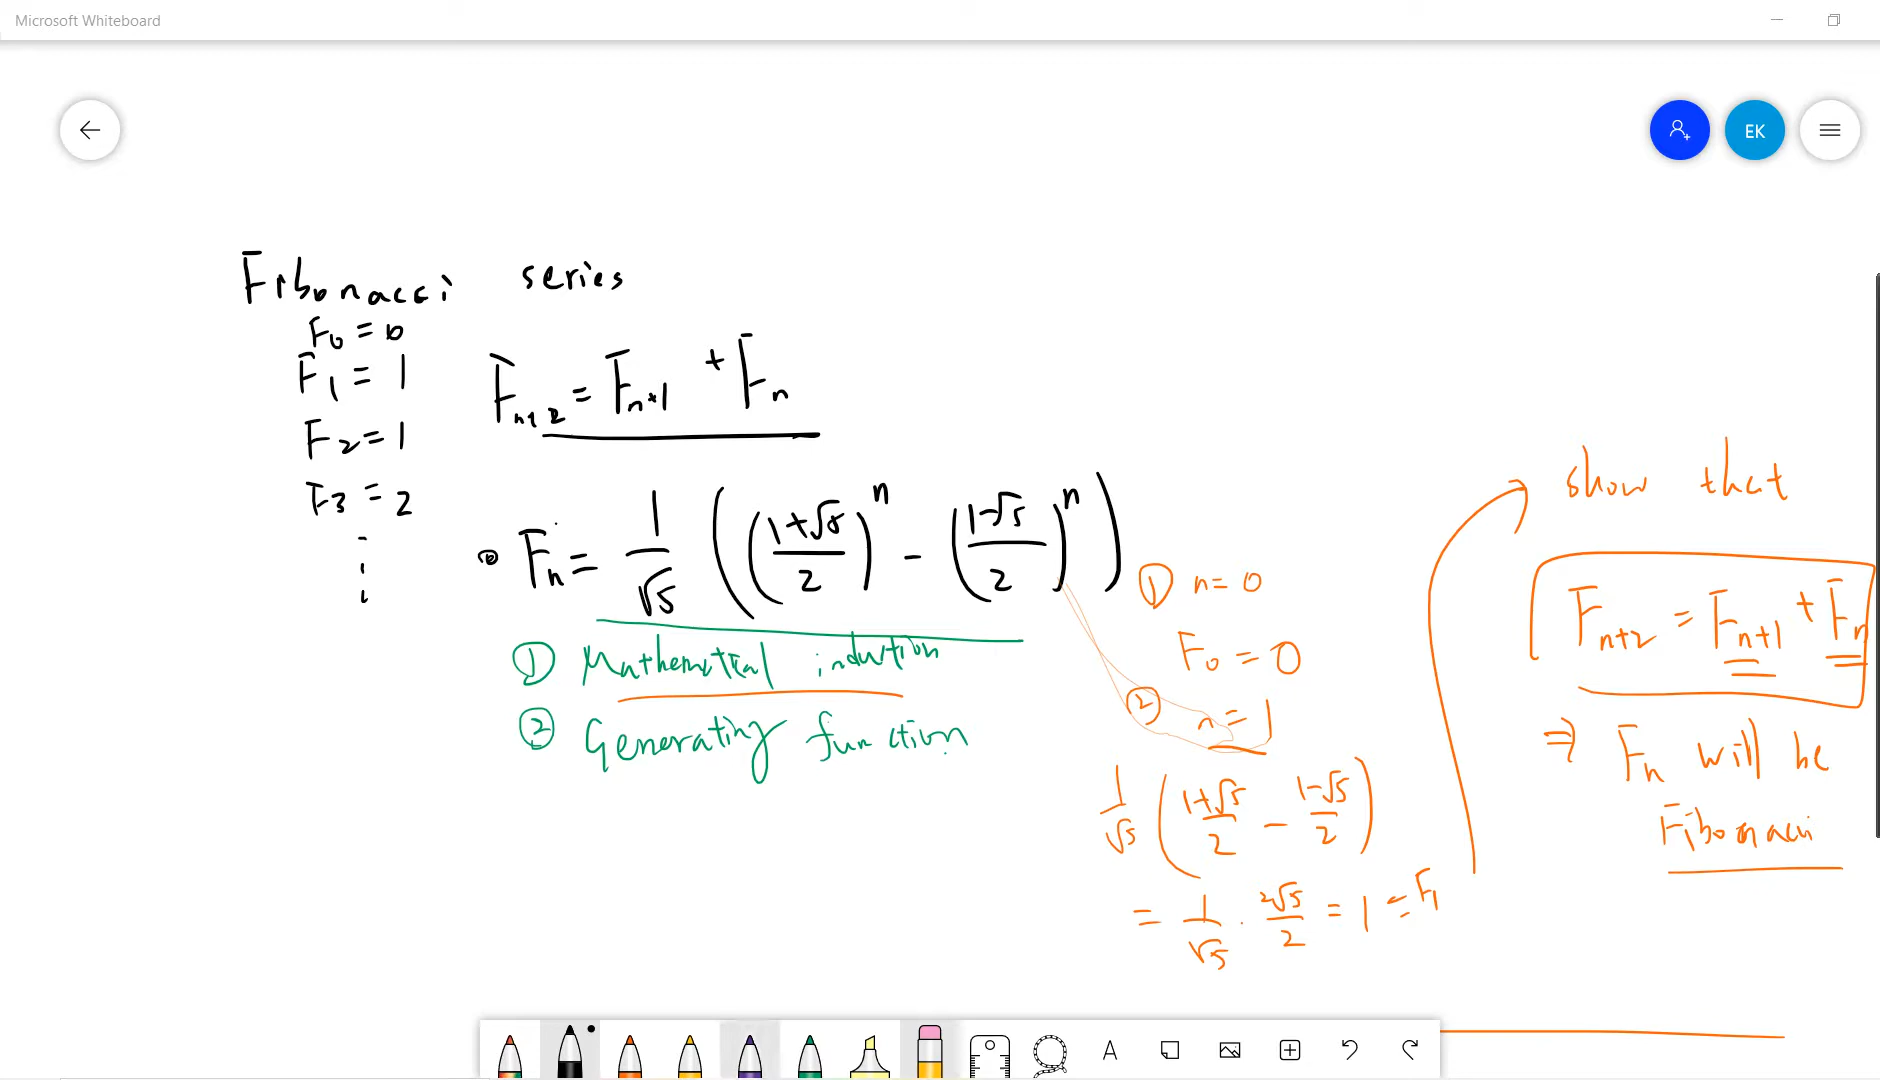 Microsoft Whiteboard
EK
Fibonacci series
F₀ = 0
F₁ = 1
F₂ = 1
F₃ = 2
Fₙ₊₂ = Fₙ₊₁ + Fₙ
Fₙ = 1/√5 (((1+√5)/2)ⁿ − ((1−√5)/2)ⁿ)
① Mathematical induction
② Generating function
① n = 0
F₀ = 0
② n = 1
1/√5 ((1+√5)/2 − (1−√5)/2)
= 1/√5 · 2√5/2 = 1 = F₁
show that
Fₙ₊₂ = Fₙ₊₁ + Fₙ
⇒ Fₙ will be
Fibonacci
A